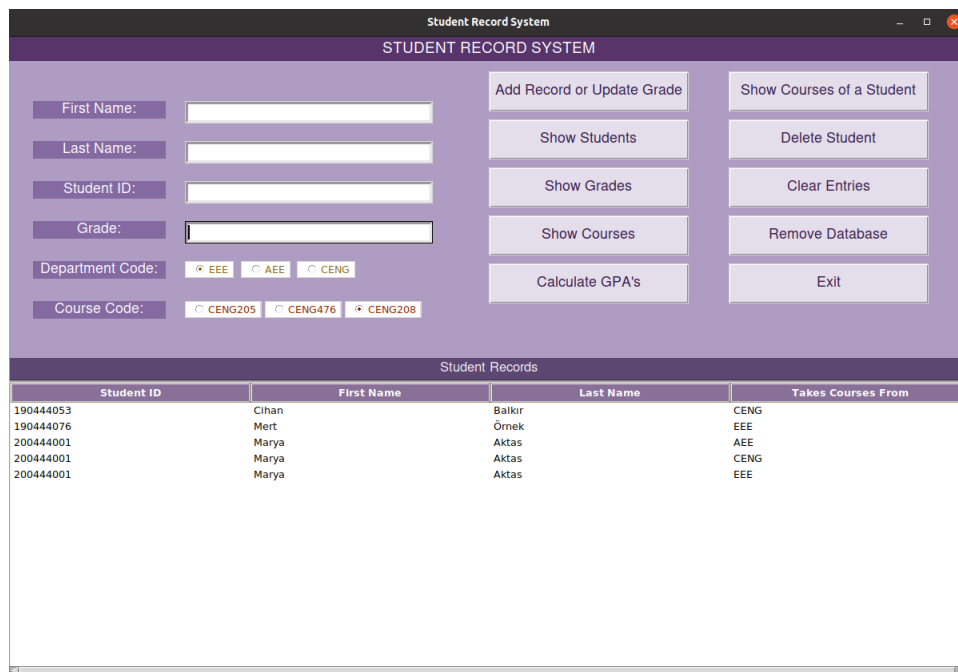 Student Record System
STUDENT RECORD SYSTEM
First Name:
Last Name:
Student ID:
Grade:
Department Code: EEE AEE CENG
Course Code: CENG205 CENG476 CENG208
Add Record or Update Grade Show Courses of a Student
Show Students Delete Student
Show Grades Clear Entries
Show Courses Remove Database
Calculate GPA's Exit
Student Records
Student ID First Name Last Name Takes Courses From
190444053 Cihan Balkır CENG
190444076 Mert Örnek EEE
200444001 Marya Aktas AEE
200444001 Marya Aktas CENG
200444001 Marya Aktas EEE